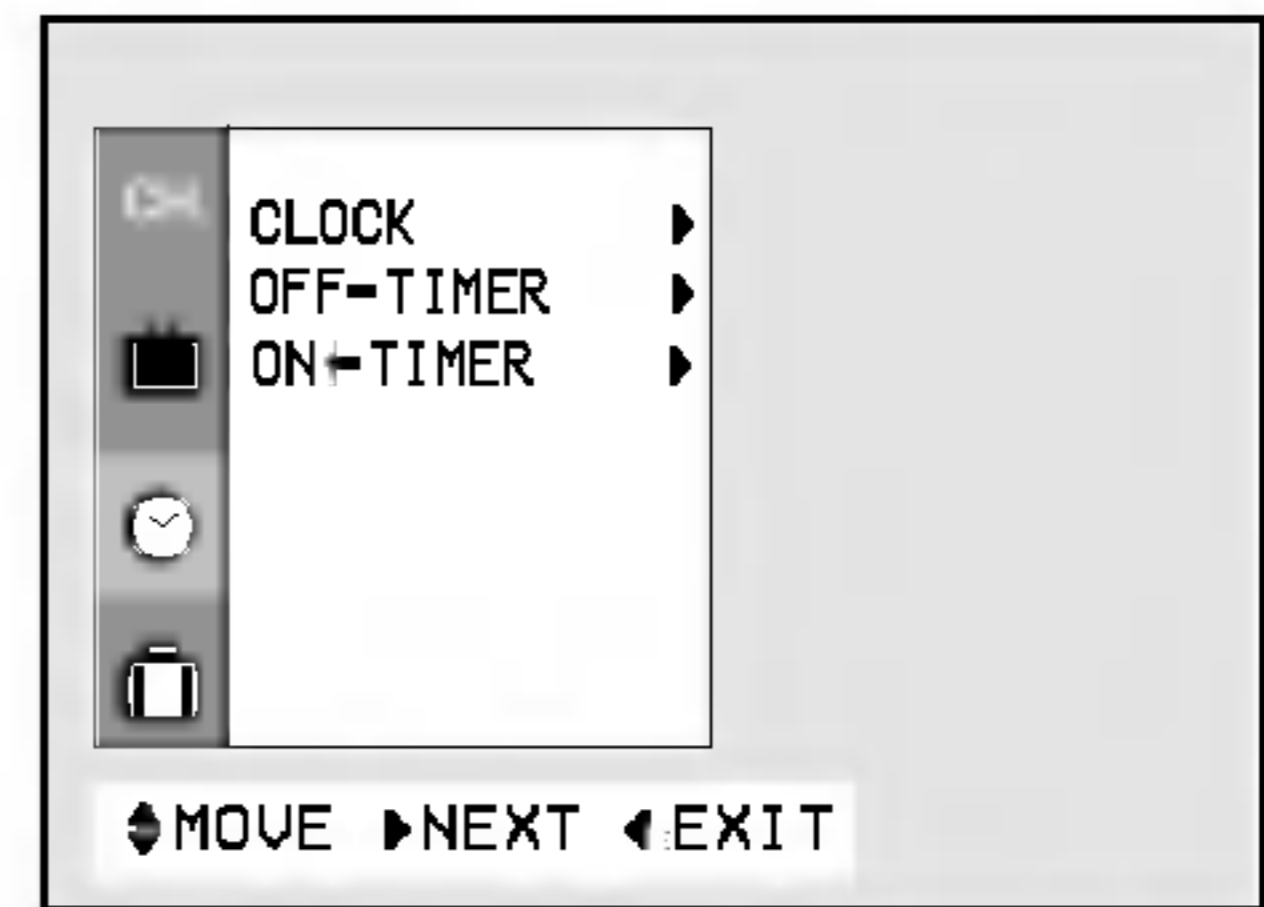 CH.
CLOCK ▶
OFF-TIMER ▶
ON-TIMER ▶
MOVE ▶NEXT ◀EXIT